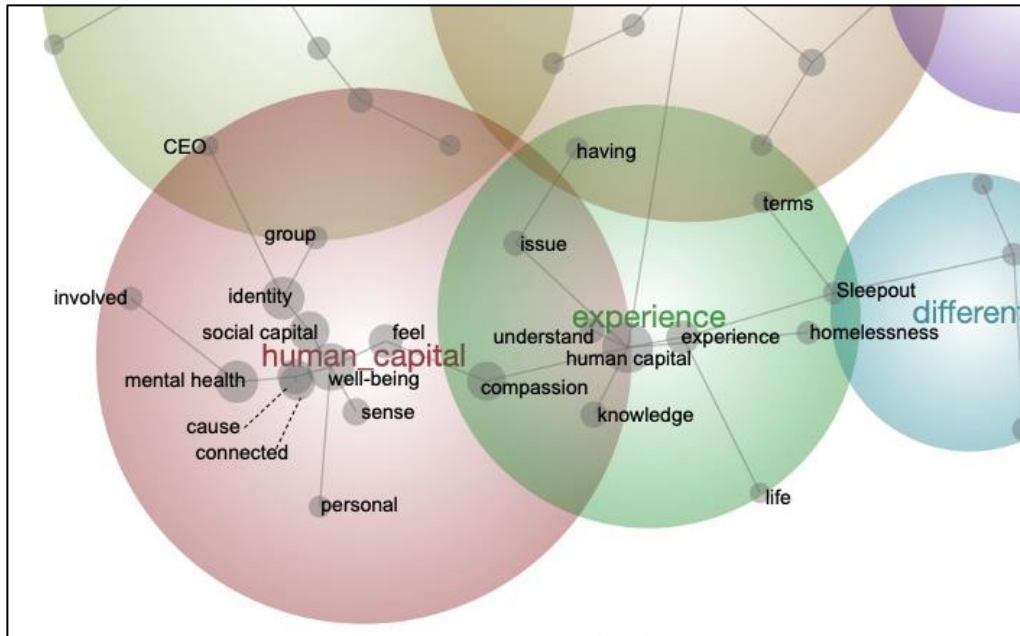 CEO
having
terms
group
issue
involved
identity
Sleepout
different
social capital
feel
experience
understand
experience
homelessness
human_capital
human capital
mental health
well-being
compassion
sense
knowledge
cause
connected
personal
life